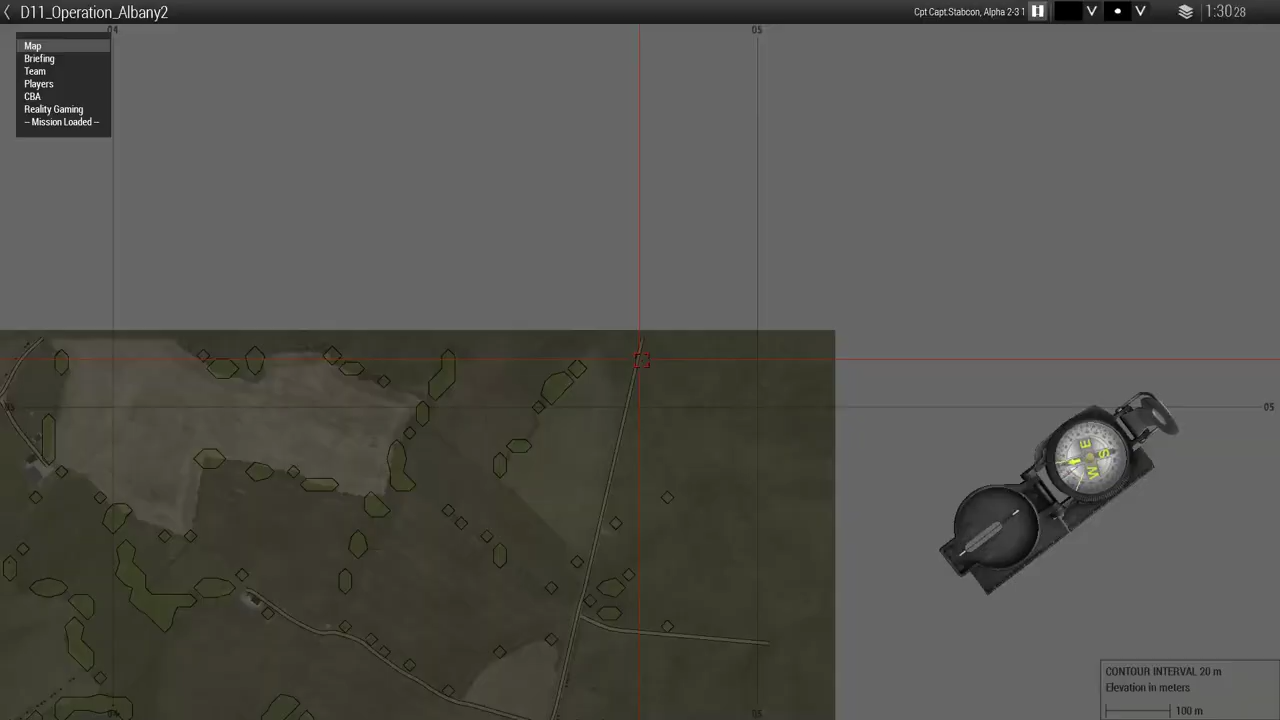 D11_Operation_Albany2
Cpt Capt.Stabcon, Alpha 2-3 1
1:30 28
04
05
Map
Briefing
Team
Players
CBA
Reality Gaming
-- Mission Loaded --
05
E
S
W
CONTOUR INTERVAL 20 m
Elevation in meters
100 m
05